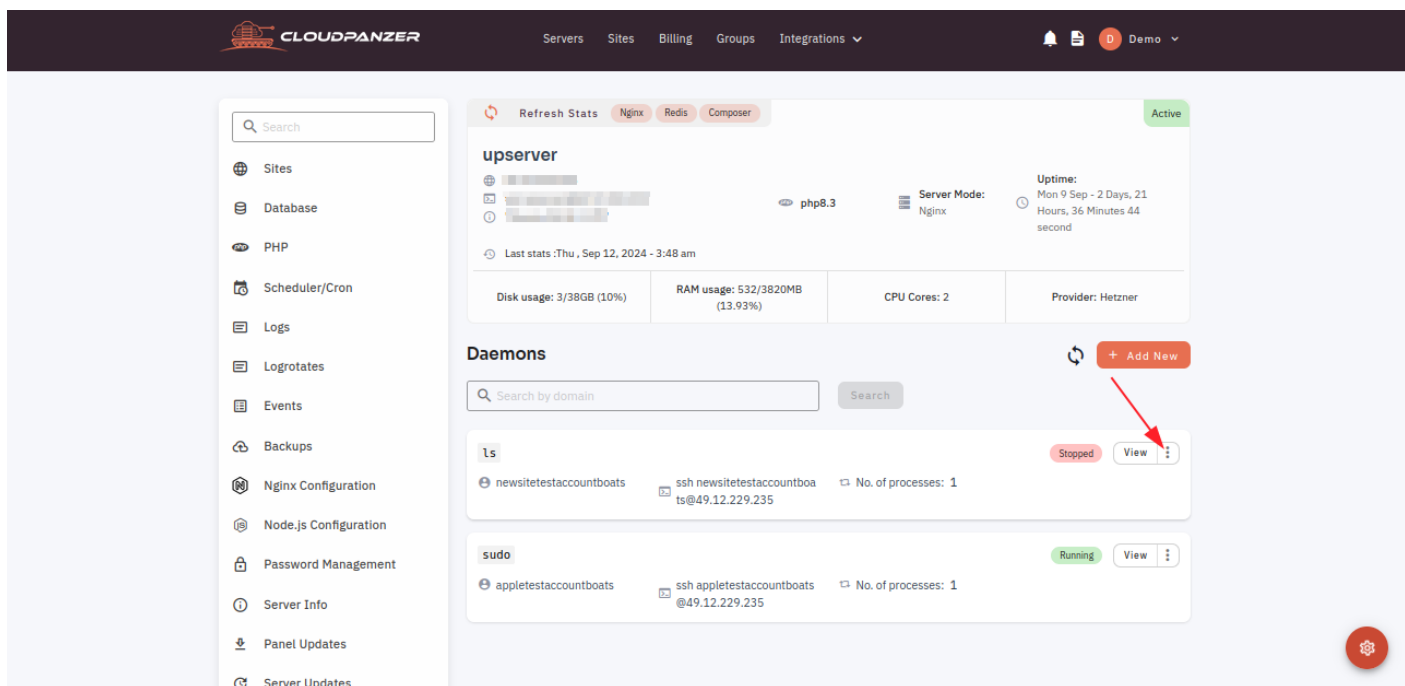 CLOUDPANZER
Servers Sites Billing Groups Integrations
D Demo
Search
Sites
Database
PHP
Scheduler/Cron
Logs
Logrotates
Events
Backups
Nginx Configuration
Node.js Configuration
Password Management
Server Info
Panel Updates
Server Updates
Refresh Stats Nginx Redis Composer
Active
upserver
php8.3
Server Mode:
Nginx
Uptime:
Mon 9 Sep - 2 Days, 21
Hours, 36 Minutes 44
second
Last stats :Thu , Sep 12, 2024 - 3:48 am
Disk usage: 3/38GB (10%)
RAM usage: 532/3820MB
(13.93%)
CPU Cores: 2
Provider: Hetzner
Daemons
+ Add New
Search by domain
Search
ls
Stopped View
newsitetestaccountboats
ssh newsitetestaccountboa
ts@49.12.229.235
No. of processes: 1
sudo
Running View
appletestaccountboats
ssh appletestaccountboats
@49.12.229.235
No. of processes: 1